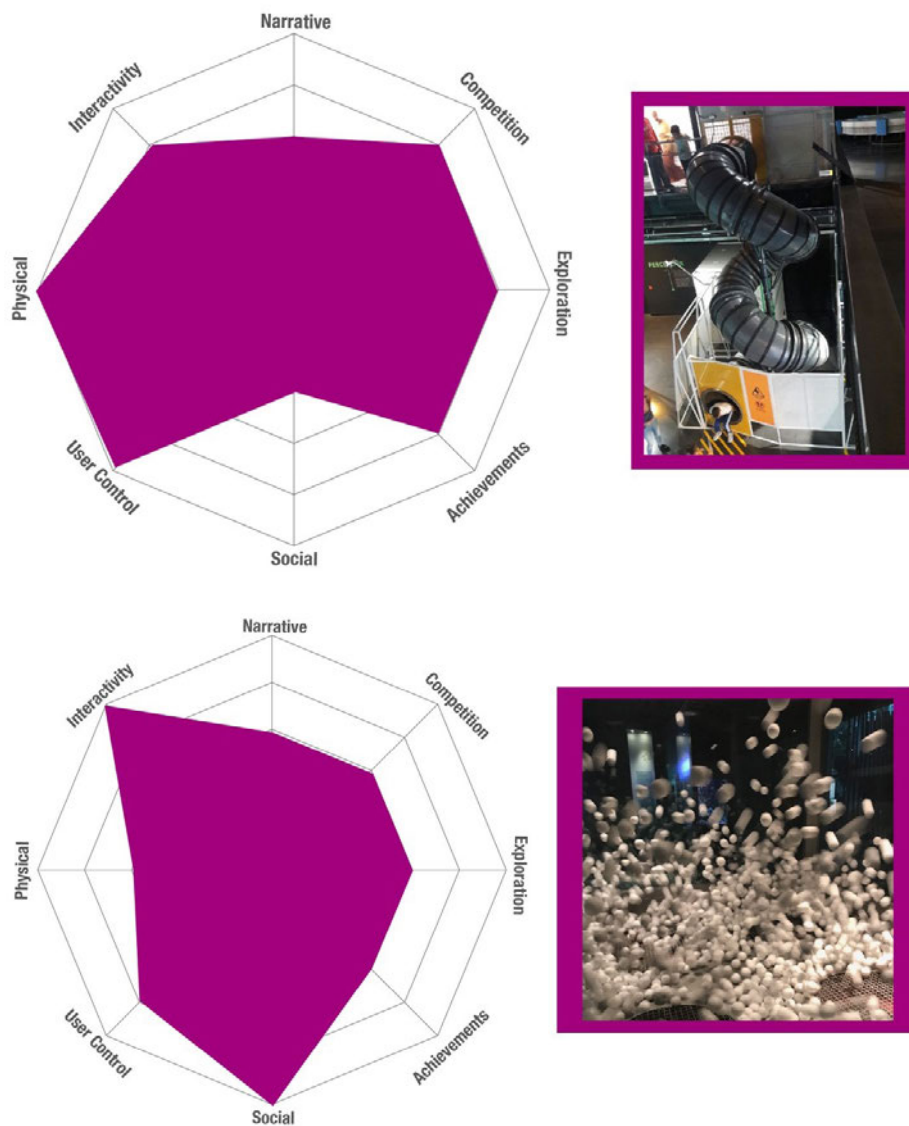 Narrative
Interactivity
Competition
Physical
Exploration
User Control
Achievements
Social
Narrative
Interactivity
Competition
Physical
Exploration
User Control
Achievements
Social